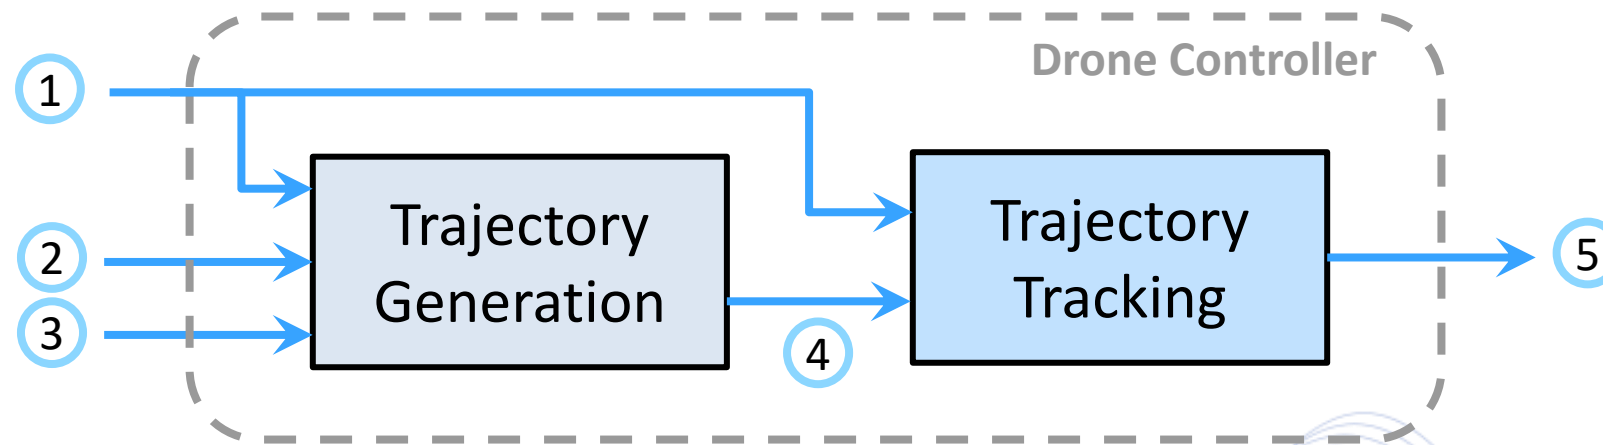 Drone Controller
1
Trajectory
Generation
Trajectory
Tracking
2
3
4
5